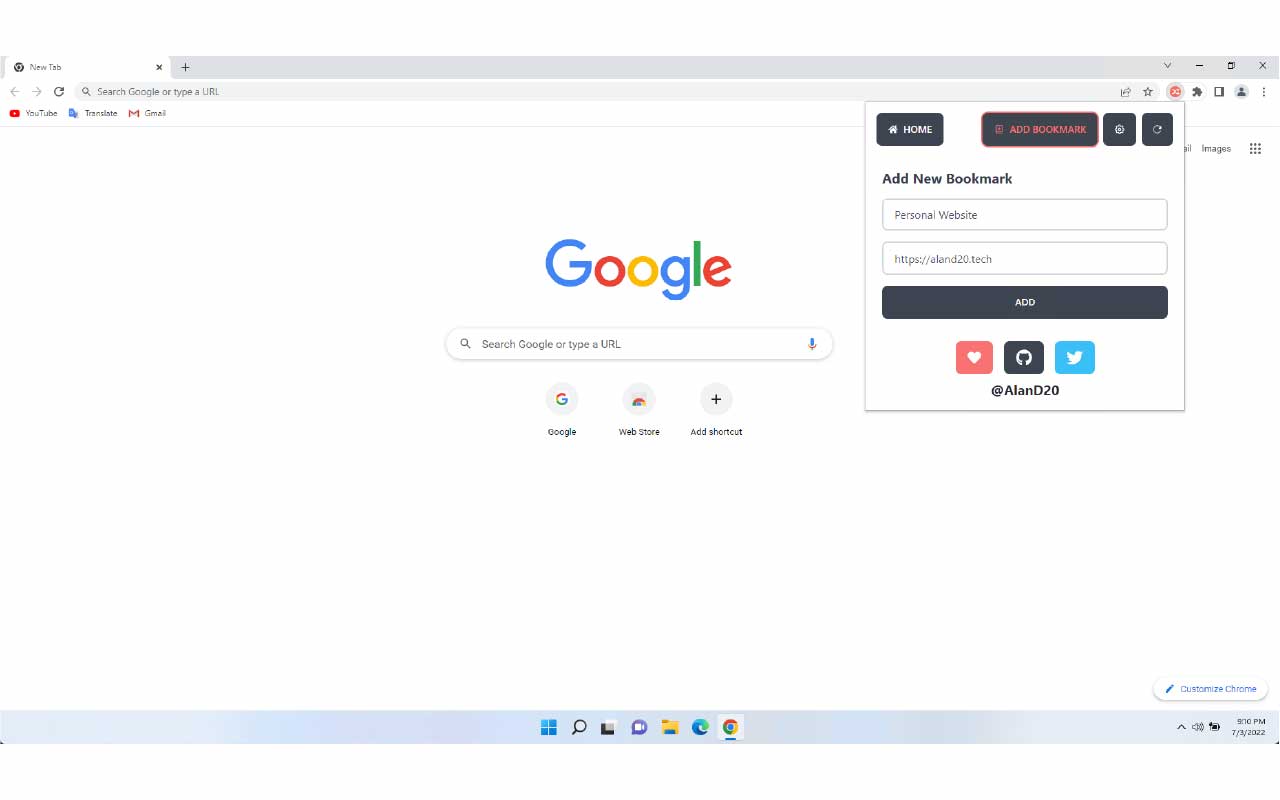 New Tab
Search Google or type a URL
YouTube
Translate
Gmail
HOME
ADD BOOKMARK
Images
Add New Bookmark
Personal Website
https://aland20.tech
ADD
@AlanD20
Google
Search Google or type a URL
Google
Web Store
Add shortcut
Customize Chrome
9:10 PM
7/3/2022